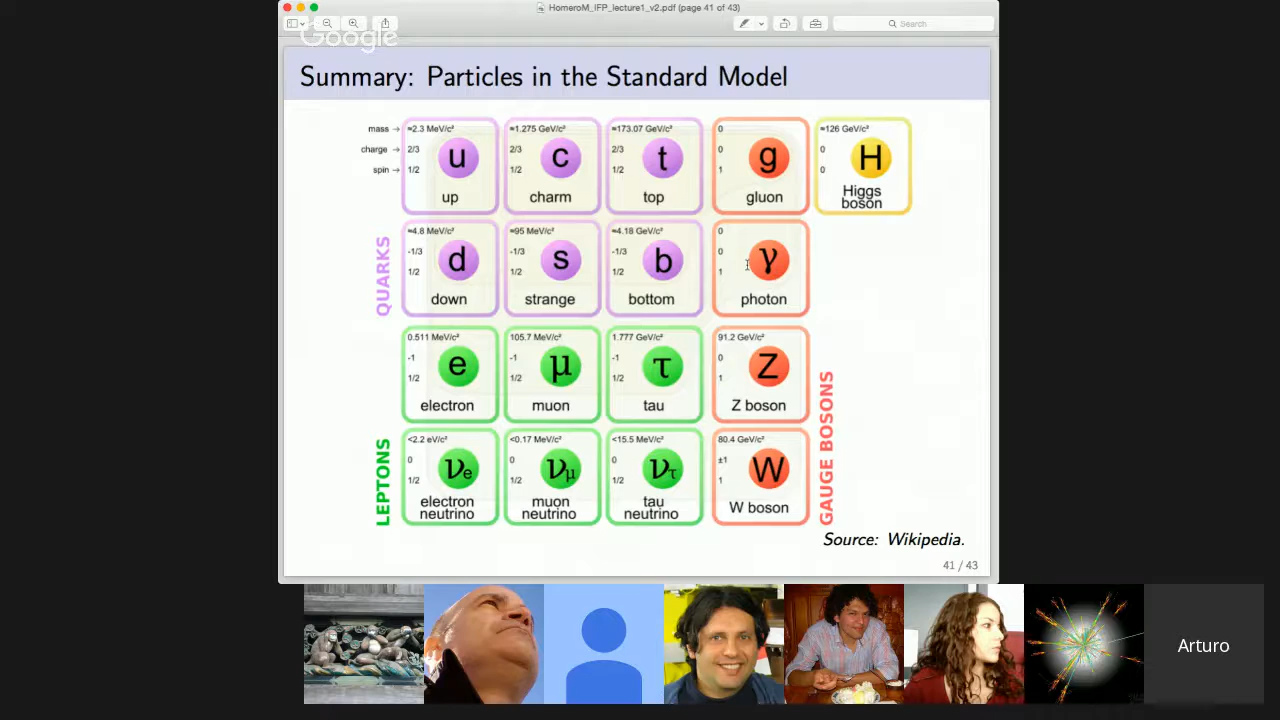 HomeroM_IFP_lecture1_v2.pdf (page 41 of 43)
Search
Google
Summary: Particles in the Standard Model
mass → ≈2.3 MeV/c² ≈1.275 GeV/c² ≈173.07 GeV/c² 0 ≈126 GeV/c²
charge → 2/3 2/3 2/3 0 0
spin → 1/2 1/2 1/2 1 0
u c t g H
up charm top gluon Higgs boson
QUARKS
≈4.8 MeV/c² ≈95 MeV/c² ≈4.18 GeV/c² 0
-1/3 -1/3 -1/3 0
1/2 1/2 1/2 1
d s b γ
down strange bottom photon
0.511 MeV/c² 105.7 MeV/c² 1.777 GeV/c² 91.2 GeV/c²
-1 -1 -1 0
1/2 1/2 1/2 1
e μ τ Z
electron muon tau Z boson
LEPTONS
<2.2 eV/c² <0.17 MeV/c² <15.5 MeV/c² 80.4 GeV/c²
0 0 0 ±1
1/2 1/2 1/2 1
νe νμ ντ W
electron neutrino muon neutrino tau neutrino W boson
GAUGE BOSONS
Source: Wikipedia.
41 / 43
Arturo